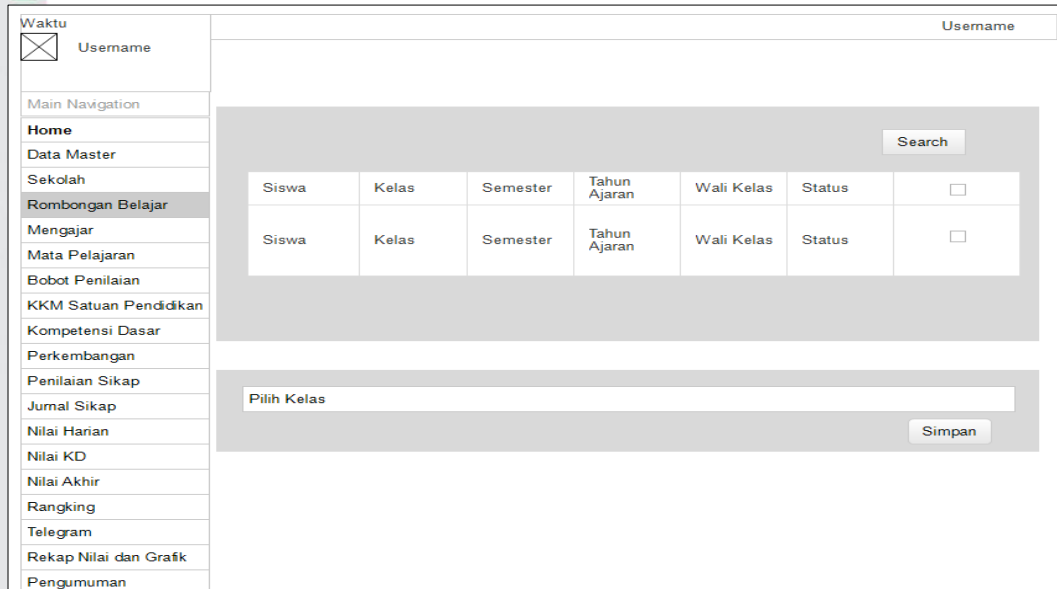 Waktu
Username
Username
Main Navigation
Home
Data Master
Sekolah
Rombongan Belajar
Mengajar
Mata Pelajaran
Bobot Penilaian
KKM Satuan Pendidikan
Kompetensi Dasar
Perkembangan
Penilaian Sikap
Jurnal Sikap
Nilai Harian
Nilai KD
Nilai Akhir
Rangking
Telegram
Rekap Nilai dan Grafik
Pengumuman
Search
Siswa Kelas Semester Tahun Ajaran Wali Kelas Status
Siswa Kelas Semester Tahun Ajaran Wali Kelas Status
Pilih Kelas
Simpan